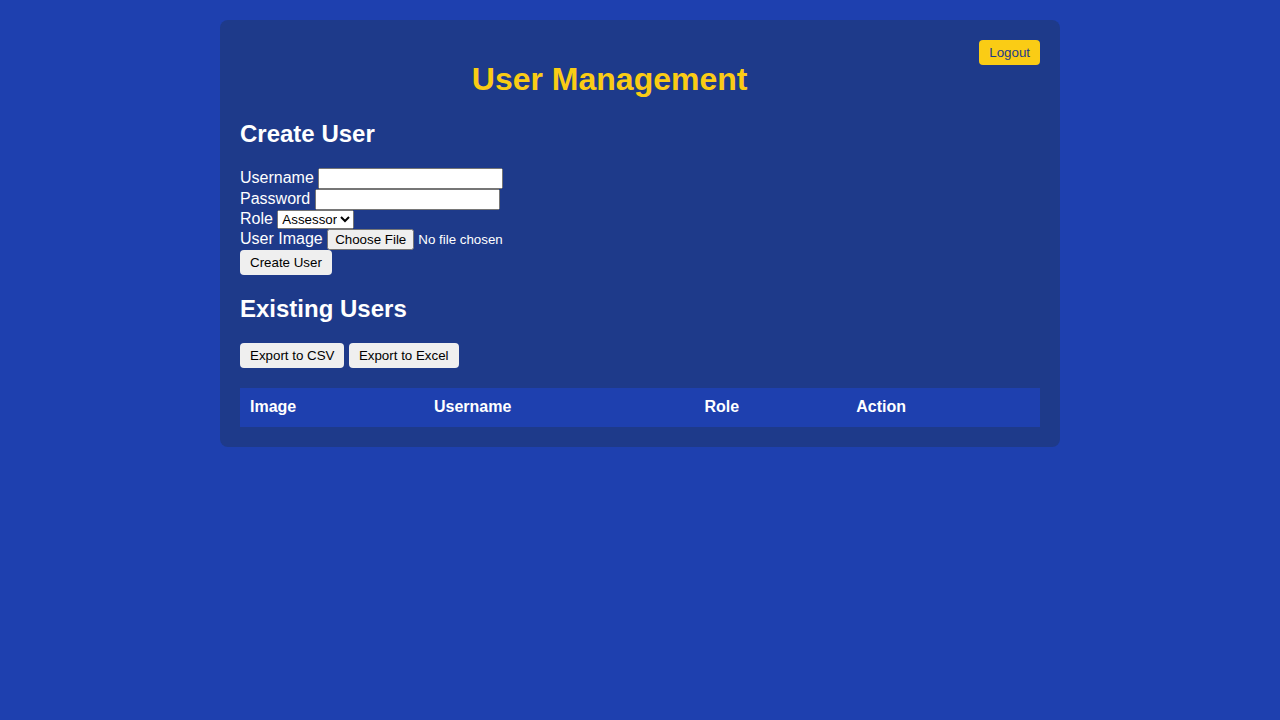 Logout
User Management
Create User
Username
Password
Role Assessor
User Image Choose File No file chosen
Create User
Existing Users
Export to CSV Export to Excel
Image Username Role Action